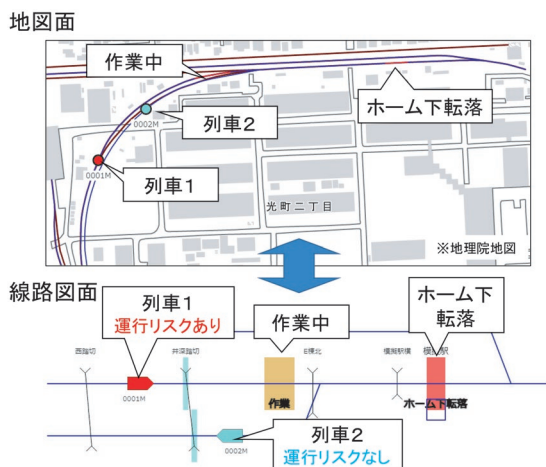 地図面
作業中
ホーム下転落
列車2
0002M
列車1
0001M
光町二丁目
※地理院地図
線路図面
列車1
運行リスクあり
作業中
ホーム下
転落
西踏切
井深踏切
E棟北
0001M
作業
ホーム下転落
0002M
列車2
運行リスクなし